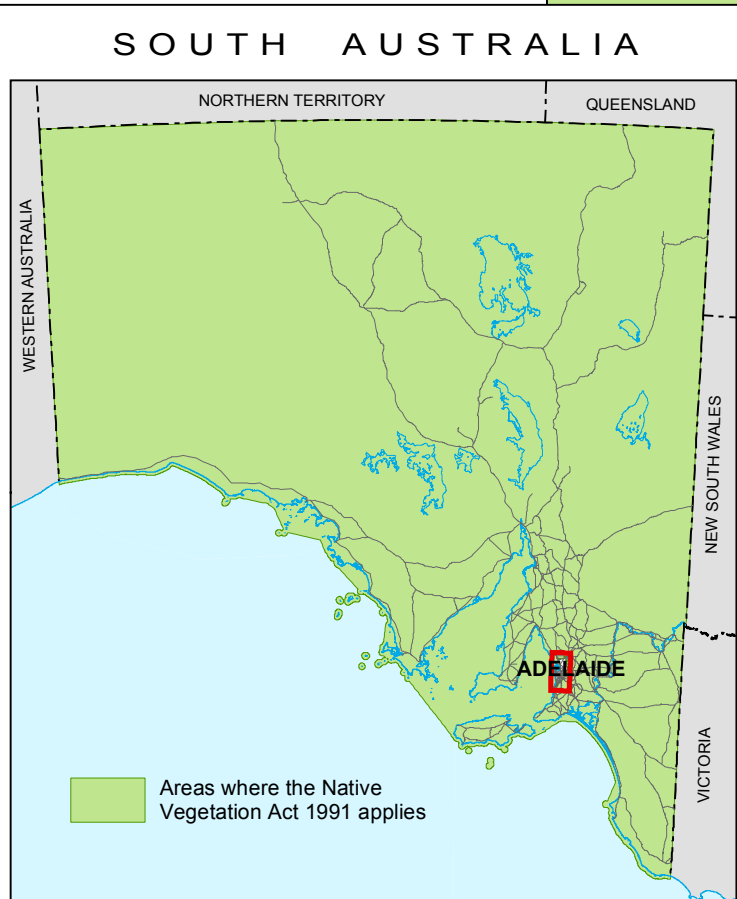 SOUTH AUSTRALIA
NORTHERN TERRITORY
QUEENSLAND
WESTERN AUSTRALIA
NEW SOUTH WALES
ADELAIDE
VICTORIA
Areas where the Native
Vegetation Act 1991 applies